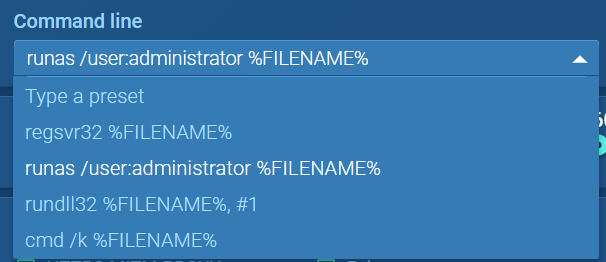 Command line
runas /user:administrator %FILENAME%
Type a preset
regsvr32 %FILENAME%
runas /user:administrator %FILENAME%
rundll32 %FILENAME%, #1
cmd /k %FILENAME%